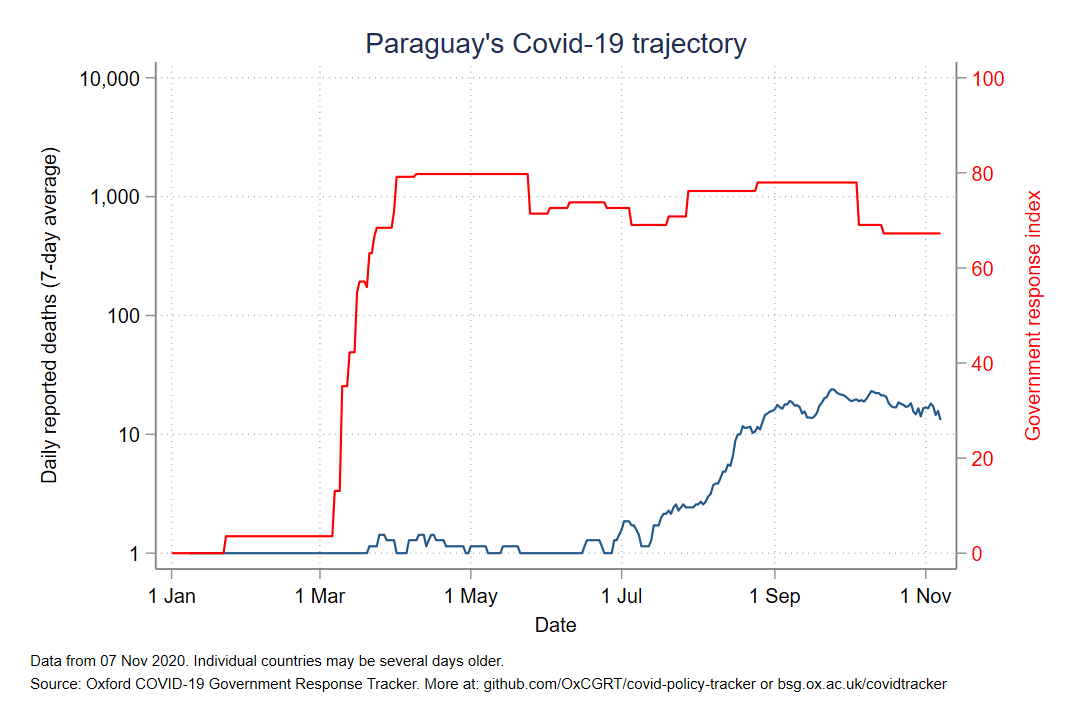 Paraguay's Covid-19 trajectory
Daily reported deaths (7-day average)
10,000
1,000
100
10
1
Government response index
100
80
60
40
20
0
1 Jan
1 Mar
1 May
1 Jul
1 Sep
1 Nov
Date
Data from 07 Nov 2020. Individual countries may be several days older.
Source: Oxford COVID-19 Government Response Tracker. More at: github.com/OxCGRT/covid-policy-tracker or bsg.ox.ac.uk/covidtracker